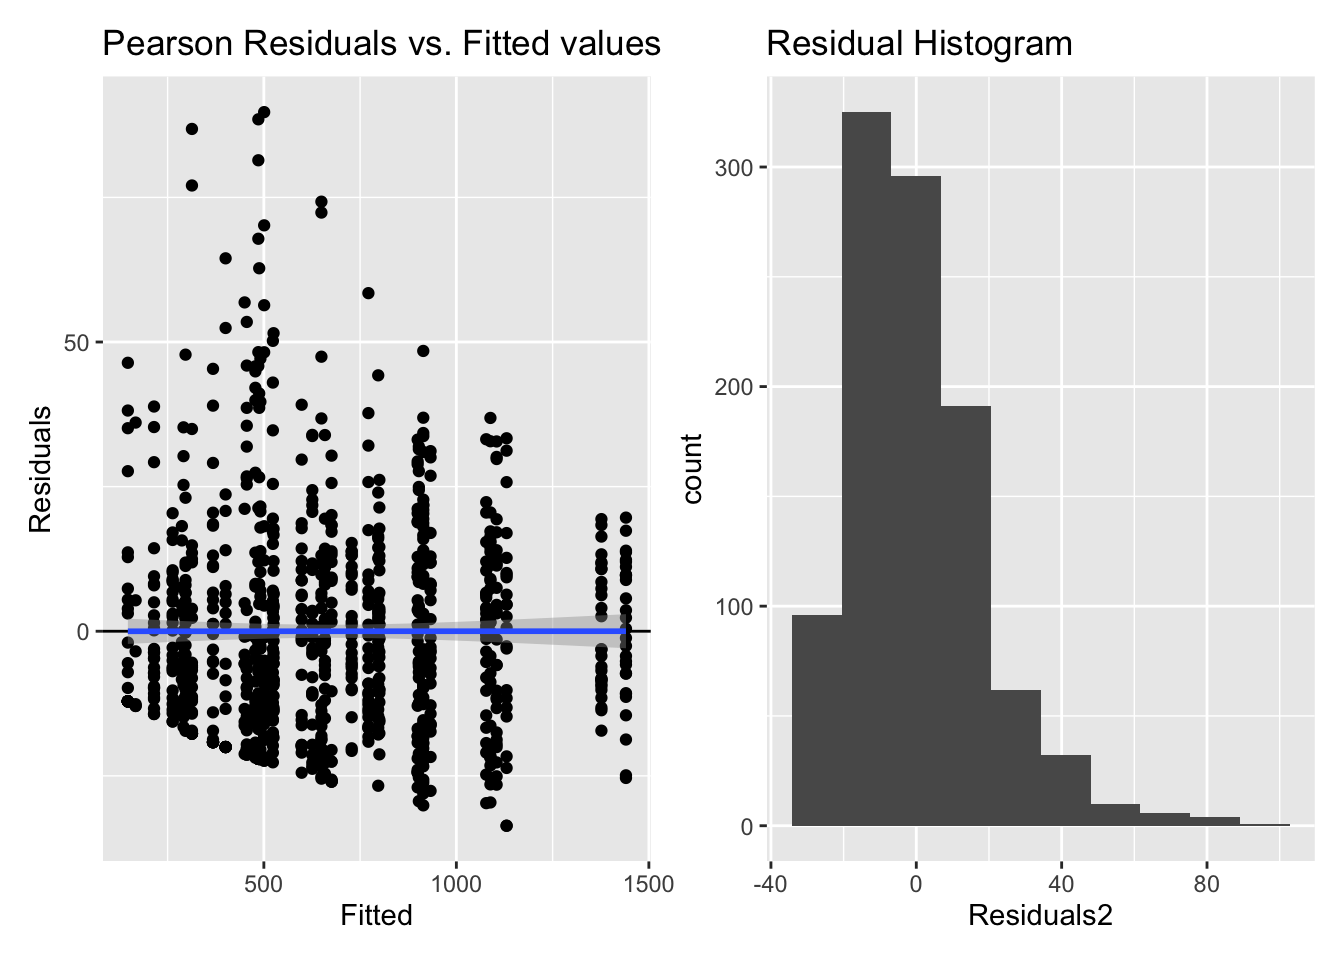 Pearson Residuals vs. Fitted values
Residuals
50
0
500
1000
1500
Fitted
Residual Histogram
count
300
200
100
0
-40
0
40
80
Residuals2